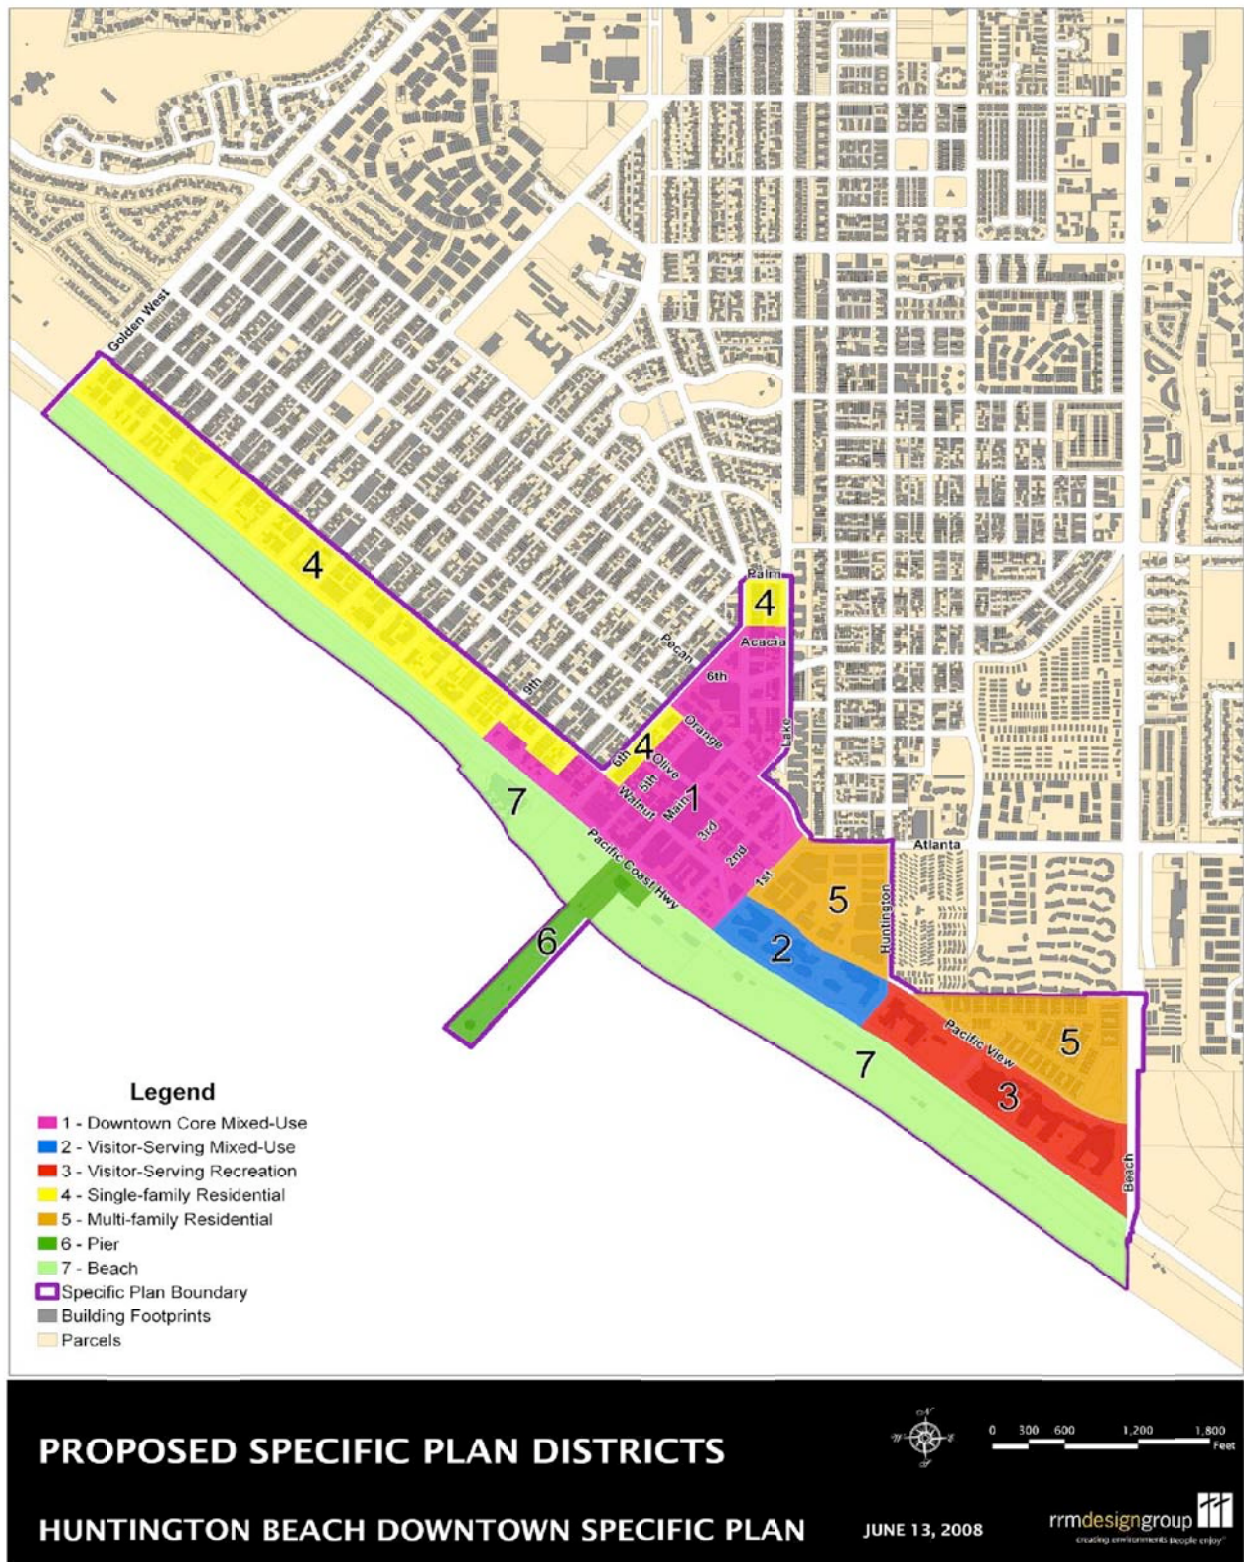 Golden West
4
Palm
4
Acacia
Pecan
6th
9th
Orange
Lake
4
6th
Olive
5th
1
Walnut
Main
3rd
7
2nd
Pacific Coast Hwy
1st
Atlanta
5
Huntington
6
2
Pacific View
5
7
3
Beach
Legend
1 - Downtown Core Mixed-Use
2 - Visitor-Serving Mixed-Use
3 - Visitor-Serving Recreation
4 - Single-family Residential
5 - Multi-family Residential
6 - Pier
7 - Beach
Specific Plan Boundary
Building Footprints
Parcels
PROPOSED SPECIFIC PLAN DISTRICTS
N
W
0 300 600 1,200 1,800
Feet
HUNTINGTON BEACH DOWNTOWN SPECIFIC PLAN
JUNE 13, 2008
rrmdesigngroup
creating environments people enjoy